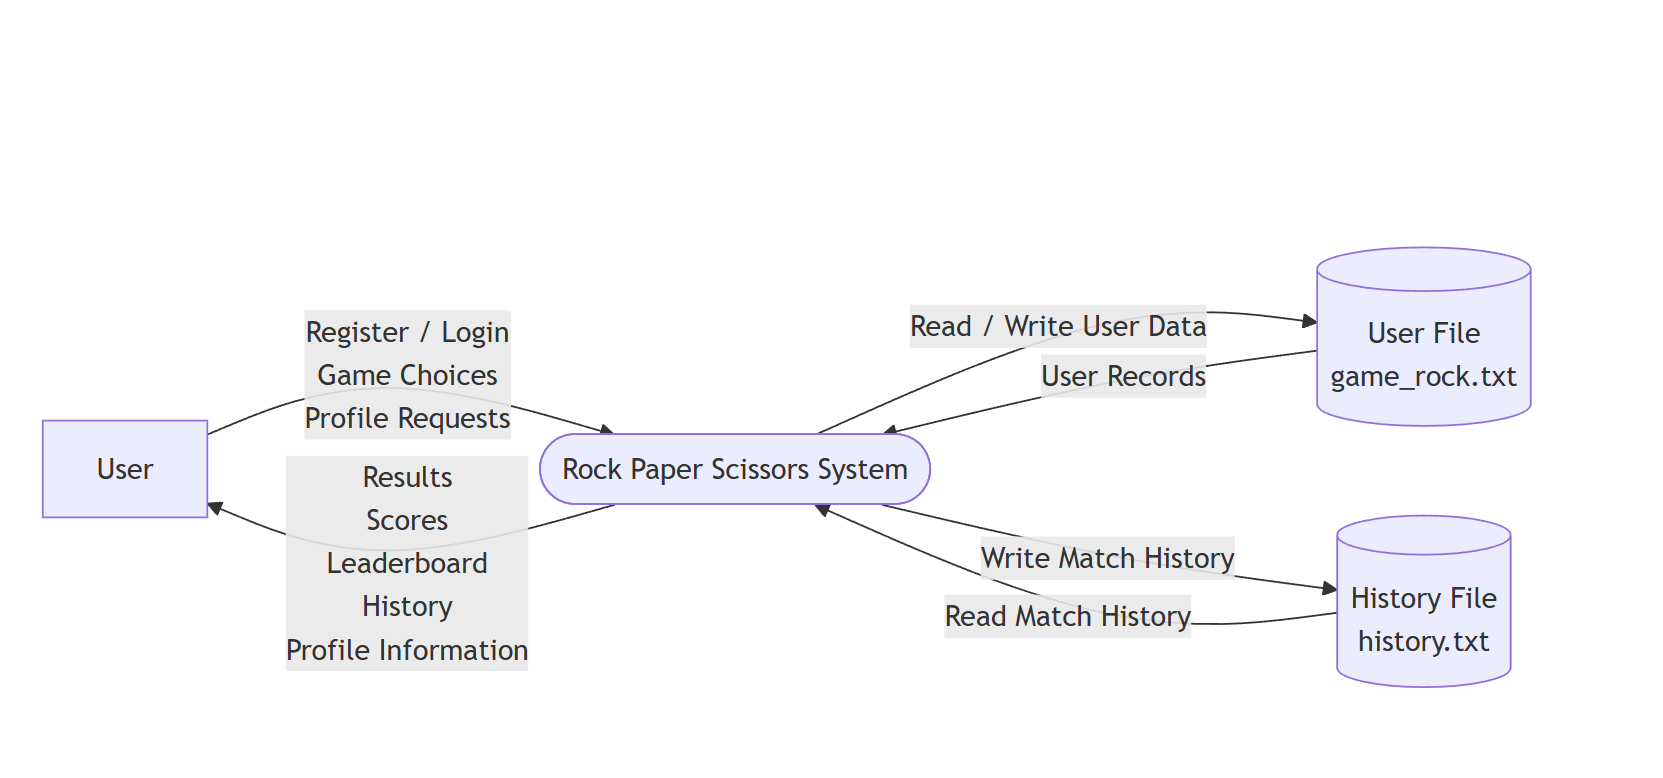 Register / Login
Game Choices
Profile Requests
User
Results
Scores
Leaderboard
History
Profile Information
Rock Paper Scissors System
Read / Write User Data
User Records
User File
game_rock.txt
Write Match History
Read Match History
History File
history.txt